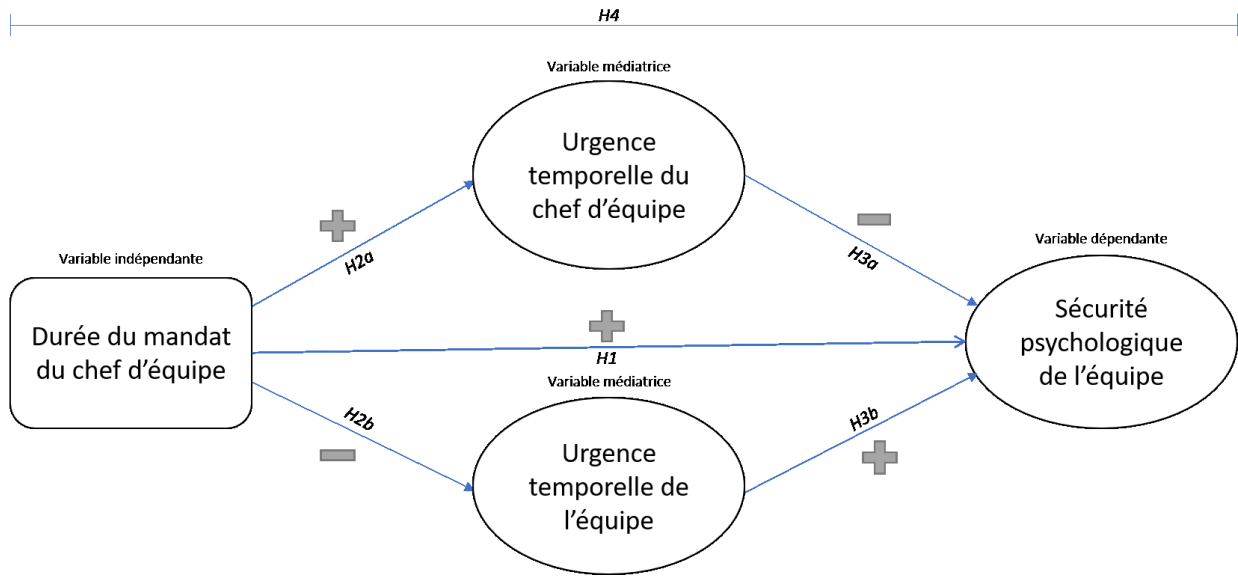 H4
Variable médiatrice
Urgence
temporelle du
chef d’équipe
H2a
H3a
Variable indépendante
Durée du mandat
du chef d’équipe
H1
Variable dépendante
Sécurité
psychologique
de l’équipe
H2b
Variable médiatrice
Urgence
temporelle de
l’équipe
H3b